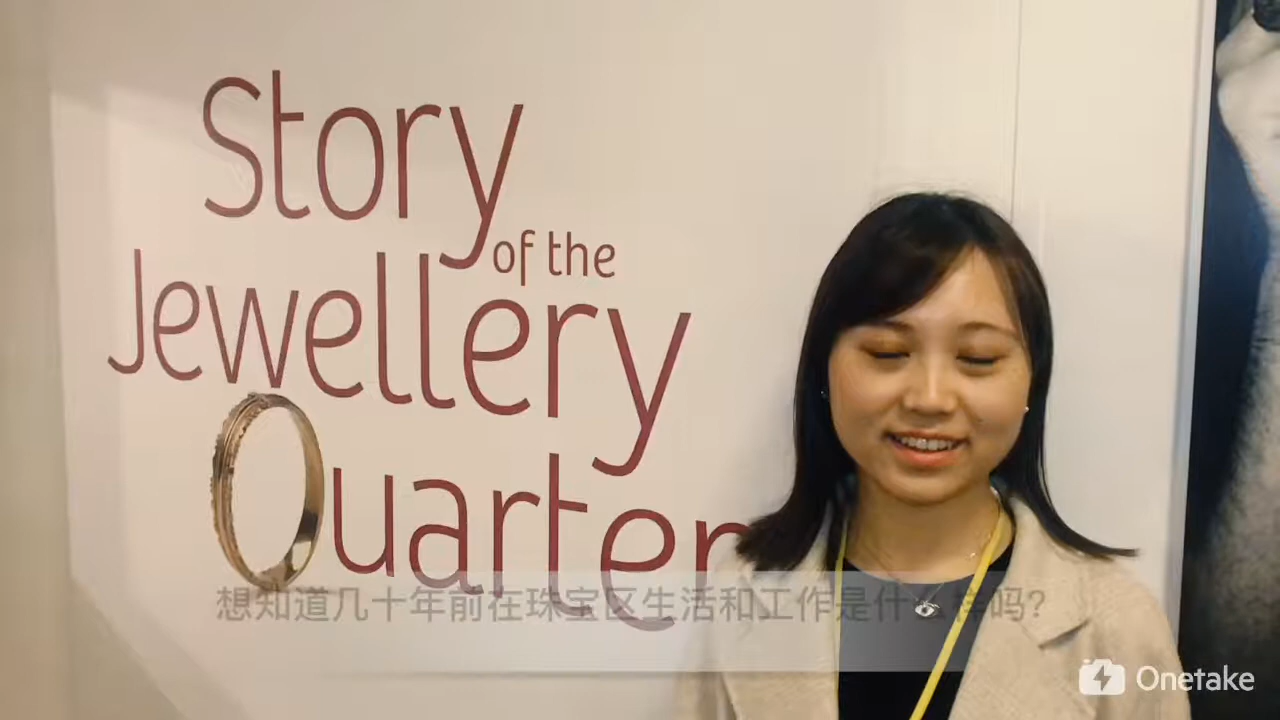 Story
of the
Jewellery
Quarter
想知道几十年前在珠宝区生活和工作是什么样吗?
Onetake